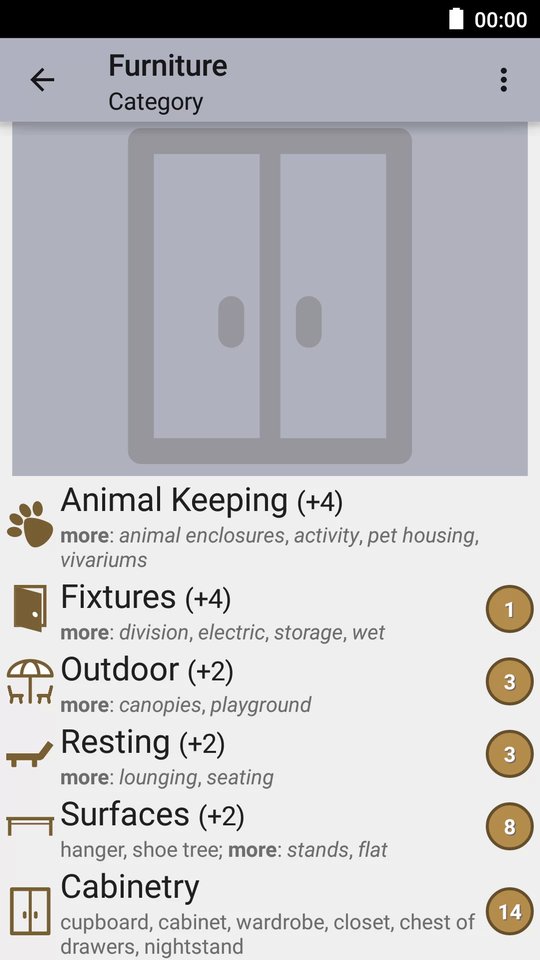 00:00
Furniture
Category
Animal Keeping (+4)
more: animal enclosures, activity, pet housing,
vivariums
Fixtures (+4)
1
more: division, electric, storage, wet
Outdoor (+2)
3
more: canopies, playground
Resting (+2)
3
more: lounging, seating
Surfaces (+2)
8
hanger, shoe tree; more: stands, flat
Cabinetry
14
cupboard, cabinet, wardrobe, closet, chest of
drawers, nightstand